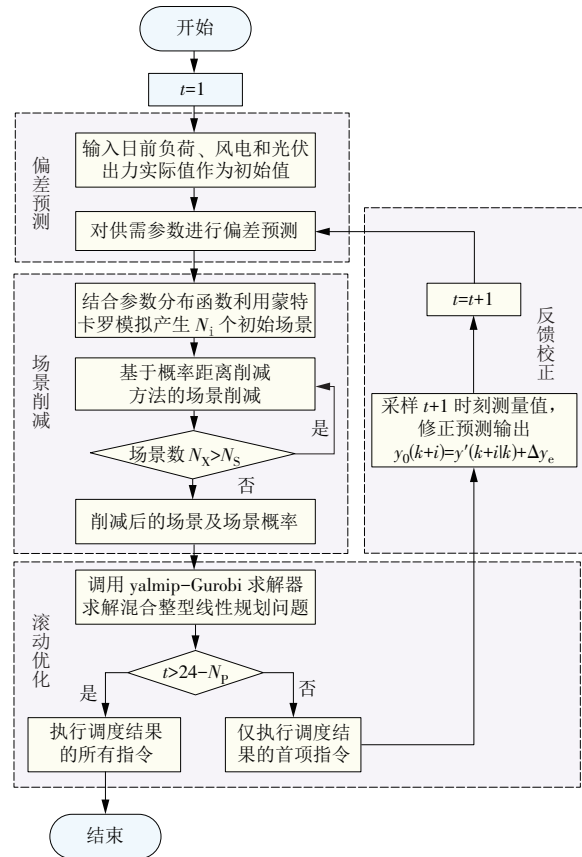 开始
t=1
偏差预测
输入日前负荷、风电和光伏
出力实际值作为初始值
对供需参数进行偏差预测
场景削减
结合参数分布函数利用蒙特
卡罗模拟产生 Ni 个初始场景
基于概率距离削减
方法的场景削减
是
场景数 NX>NS
否
削减后的场景及场景概率
反馈校正
t=t+1
采样 t+1 时刻测量值，
修正预测输出
y0(k+i)=y′(k+i|k)+Δye
滚动优化
调用 yalmip-Gurobi 求解器
求解混合整型线性规划问题
t>24-NP
是
否
执行调度结果
的所有指令
仅执行调度结
果的首项指令
结束